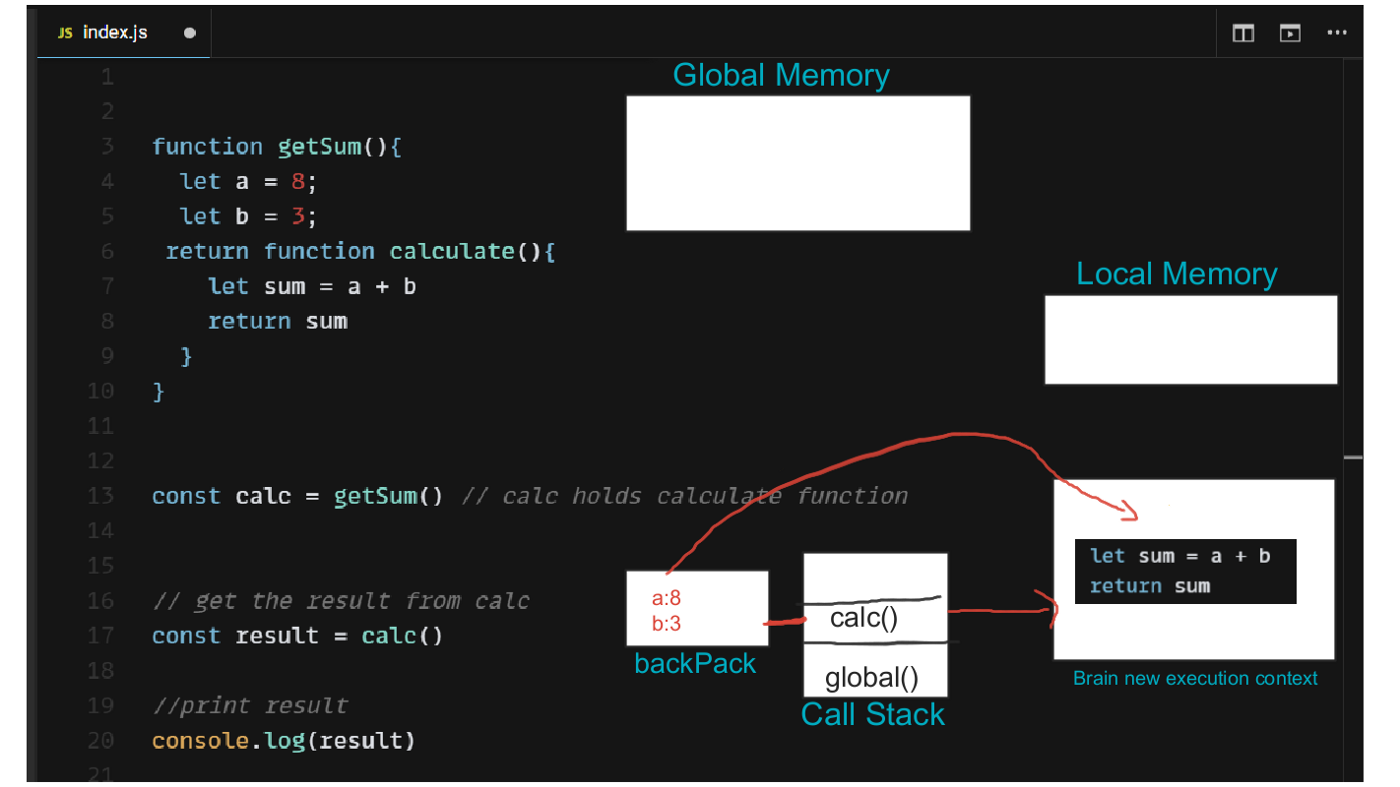 JS index.js
Global Memory
1
2
3 function getSum(){
4 let a = 8;
5 let b = 3;
6 return function calculate(){
7 let sum = a + b
8 return sum
9 }
10 }
11
12
13 const calc = getSum() // calc holds calculate function
14
15
16 // get the result from calc
17 const result = calc()
18
19 //print result
20 console.log(result)
21
Local Memory
let sum = a + b
return sum
Brain new execution context
a:8
b:3
backPack
calc()
global()
Call Stack